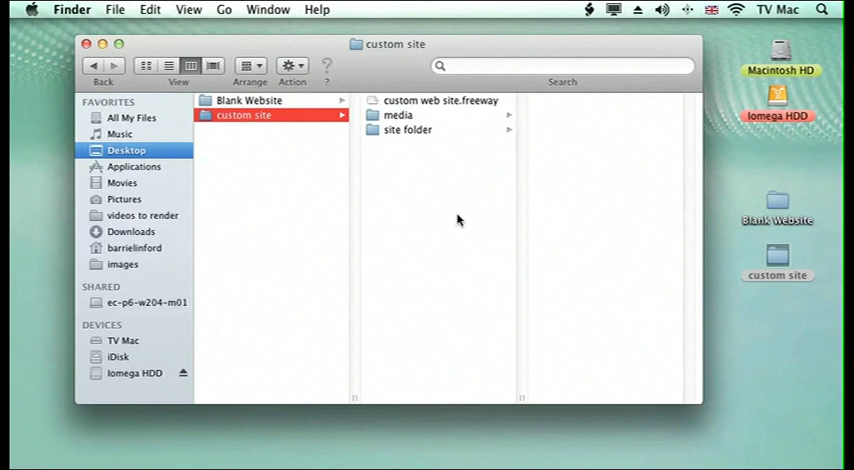 Finder File Edit View Go Window Help TV Mac
custom site
Back View Arrange Action ? Search
FAVORITES
All My Files
Music
Desktop
Applications
Movies
Pictures
videos to render
Downloads
barrielinford
images
SHARED
ec-p6-w204-m01
DEVICES
TV Mac
iDisk
Iomega HDD
Blank Website
custom site
custom web site.freeway
media
site folder
Macintosh HD
Iomega HDD
Blank Website
custom site